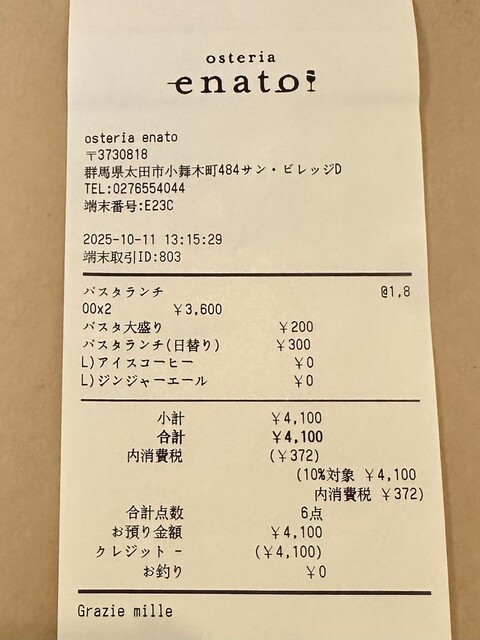 osteria
enato
osteria enato
〒3730818
群馬県太田市小舞木町484サン・ビレッジD
TEL:0276554044
端末番号:E23C
2025-10-11 13:15:29
端末取引ID:803
パスタランチ @1,8
00x2 ¥3,600
パスタ大盛り ¥200
パスタランチ(日替り) ¥300
L)アイスコーヒー ¥0
L)ジンジャーエール ¥0
小計 ¥4,100
合計 ¥4,100
内消費税 (¥372)
(10%対象 ¥4,100
内消費税 ¥372)
合計点数 6点
お預り金額 ¥4,100
クレジット - (¥4,100)
お釣り ¥0
Grazie mille